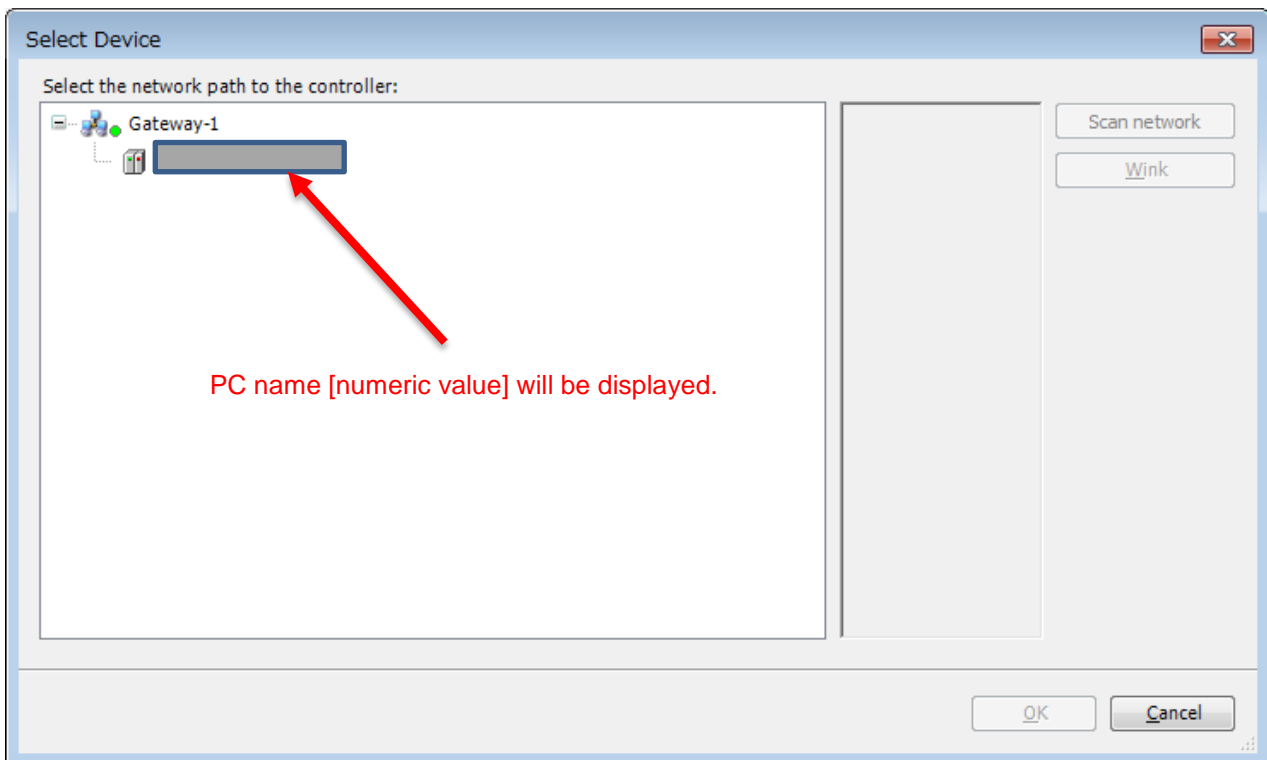 Select Device
Select the network path to the controller:
Gateway-1
Scan network
Wink
PC name [numeric value] will be displayed.
OK
Cancel